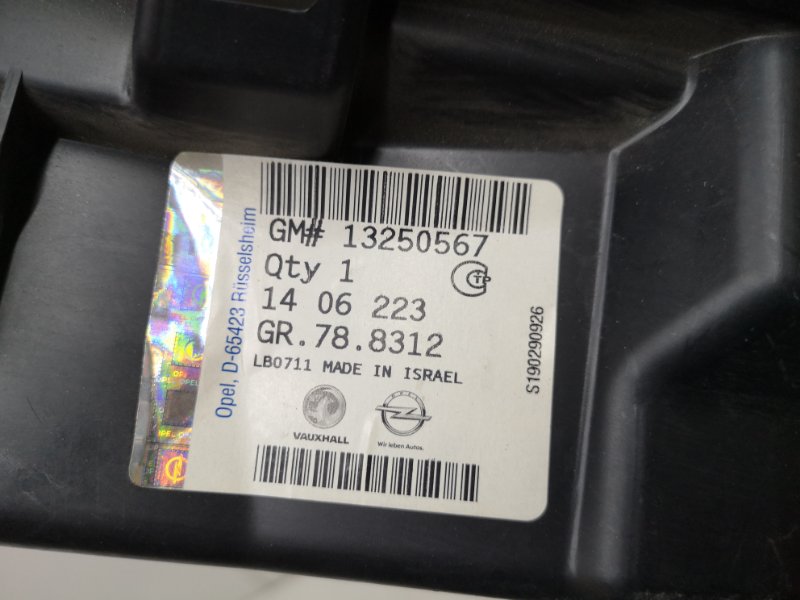 GM# 13250567
Qty 1
14 06 223
GR.78.8312
LB0711 MADE IN ISRAEL
VAUXHALL
OPEL
Wir leben Autos.
Opel, D-65423 Rüsselsheim
S190290926